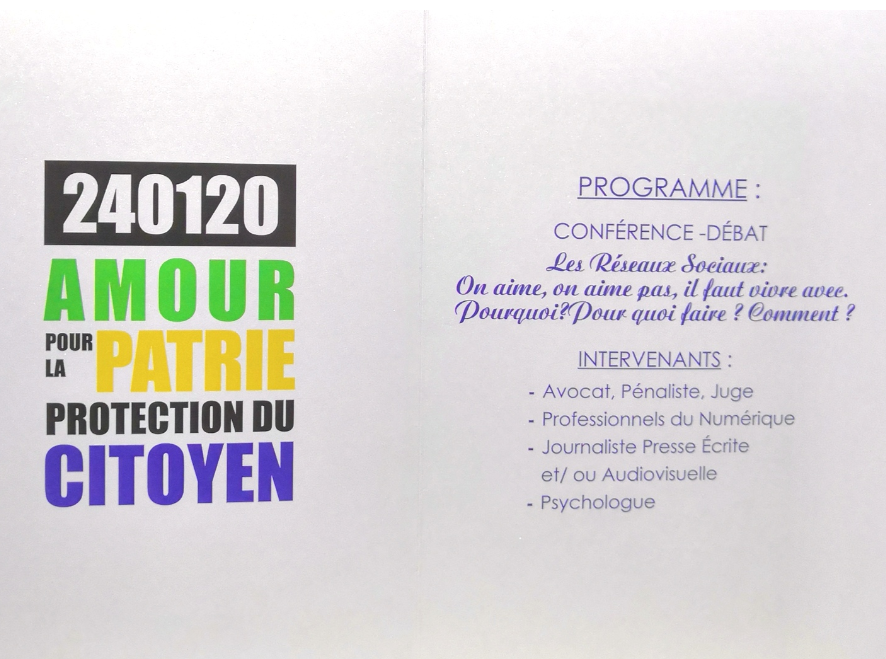 240120
AMOUR
POUR
LA
PATRIE
PROTECTION DU
CITOYEN
PROGRAMME :
CONFÉRENCE -DÉBAT
Les Réseaux Sociaux:
On aime, on aime pas, il faut vivre avec.
Pourquoi?Pour quoi faire ? Comment ?
INTERVENANTS :
- Avocat, Pénaliste, Juge
- Professionnels du Numérique
- Journaliste Presse Écrite
et/ ou Audiovisuelle
- Psychologue